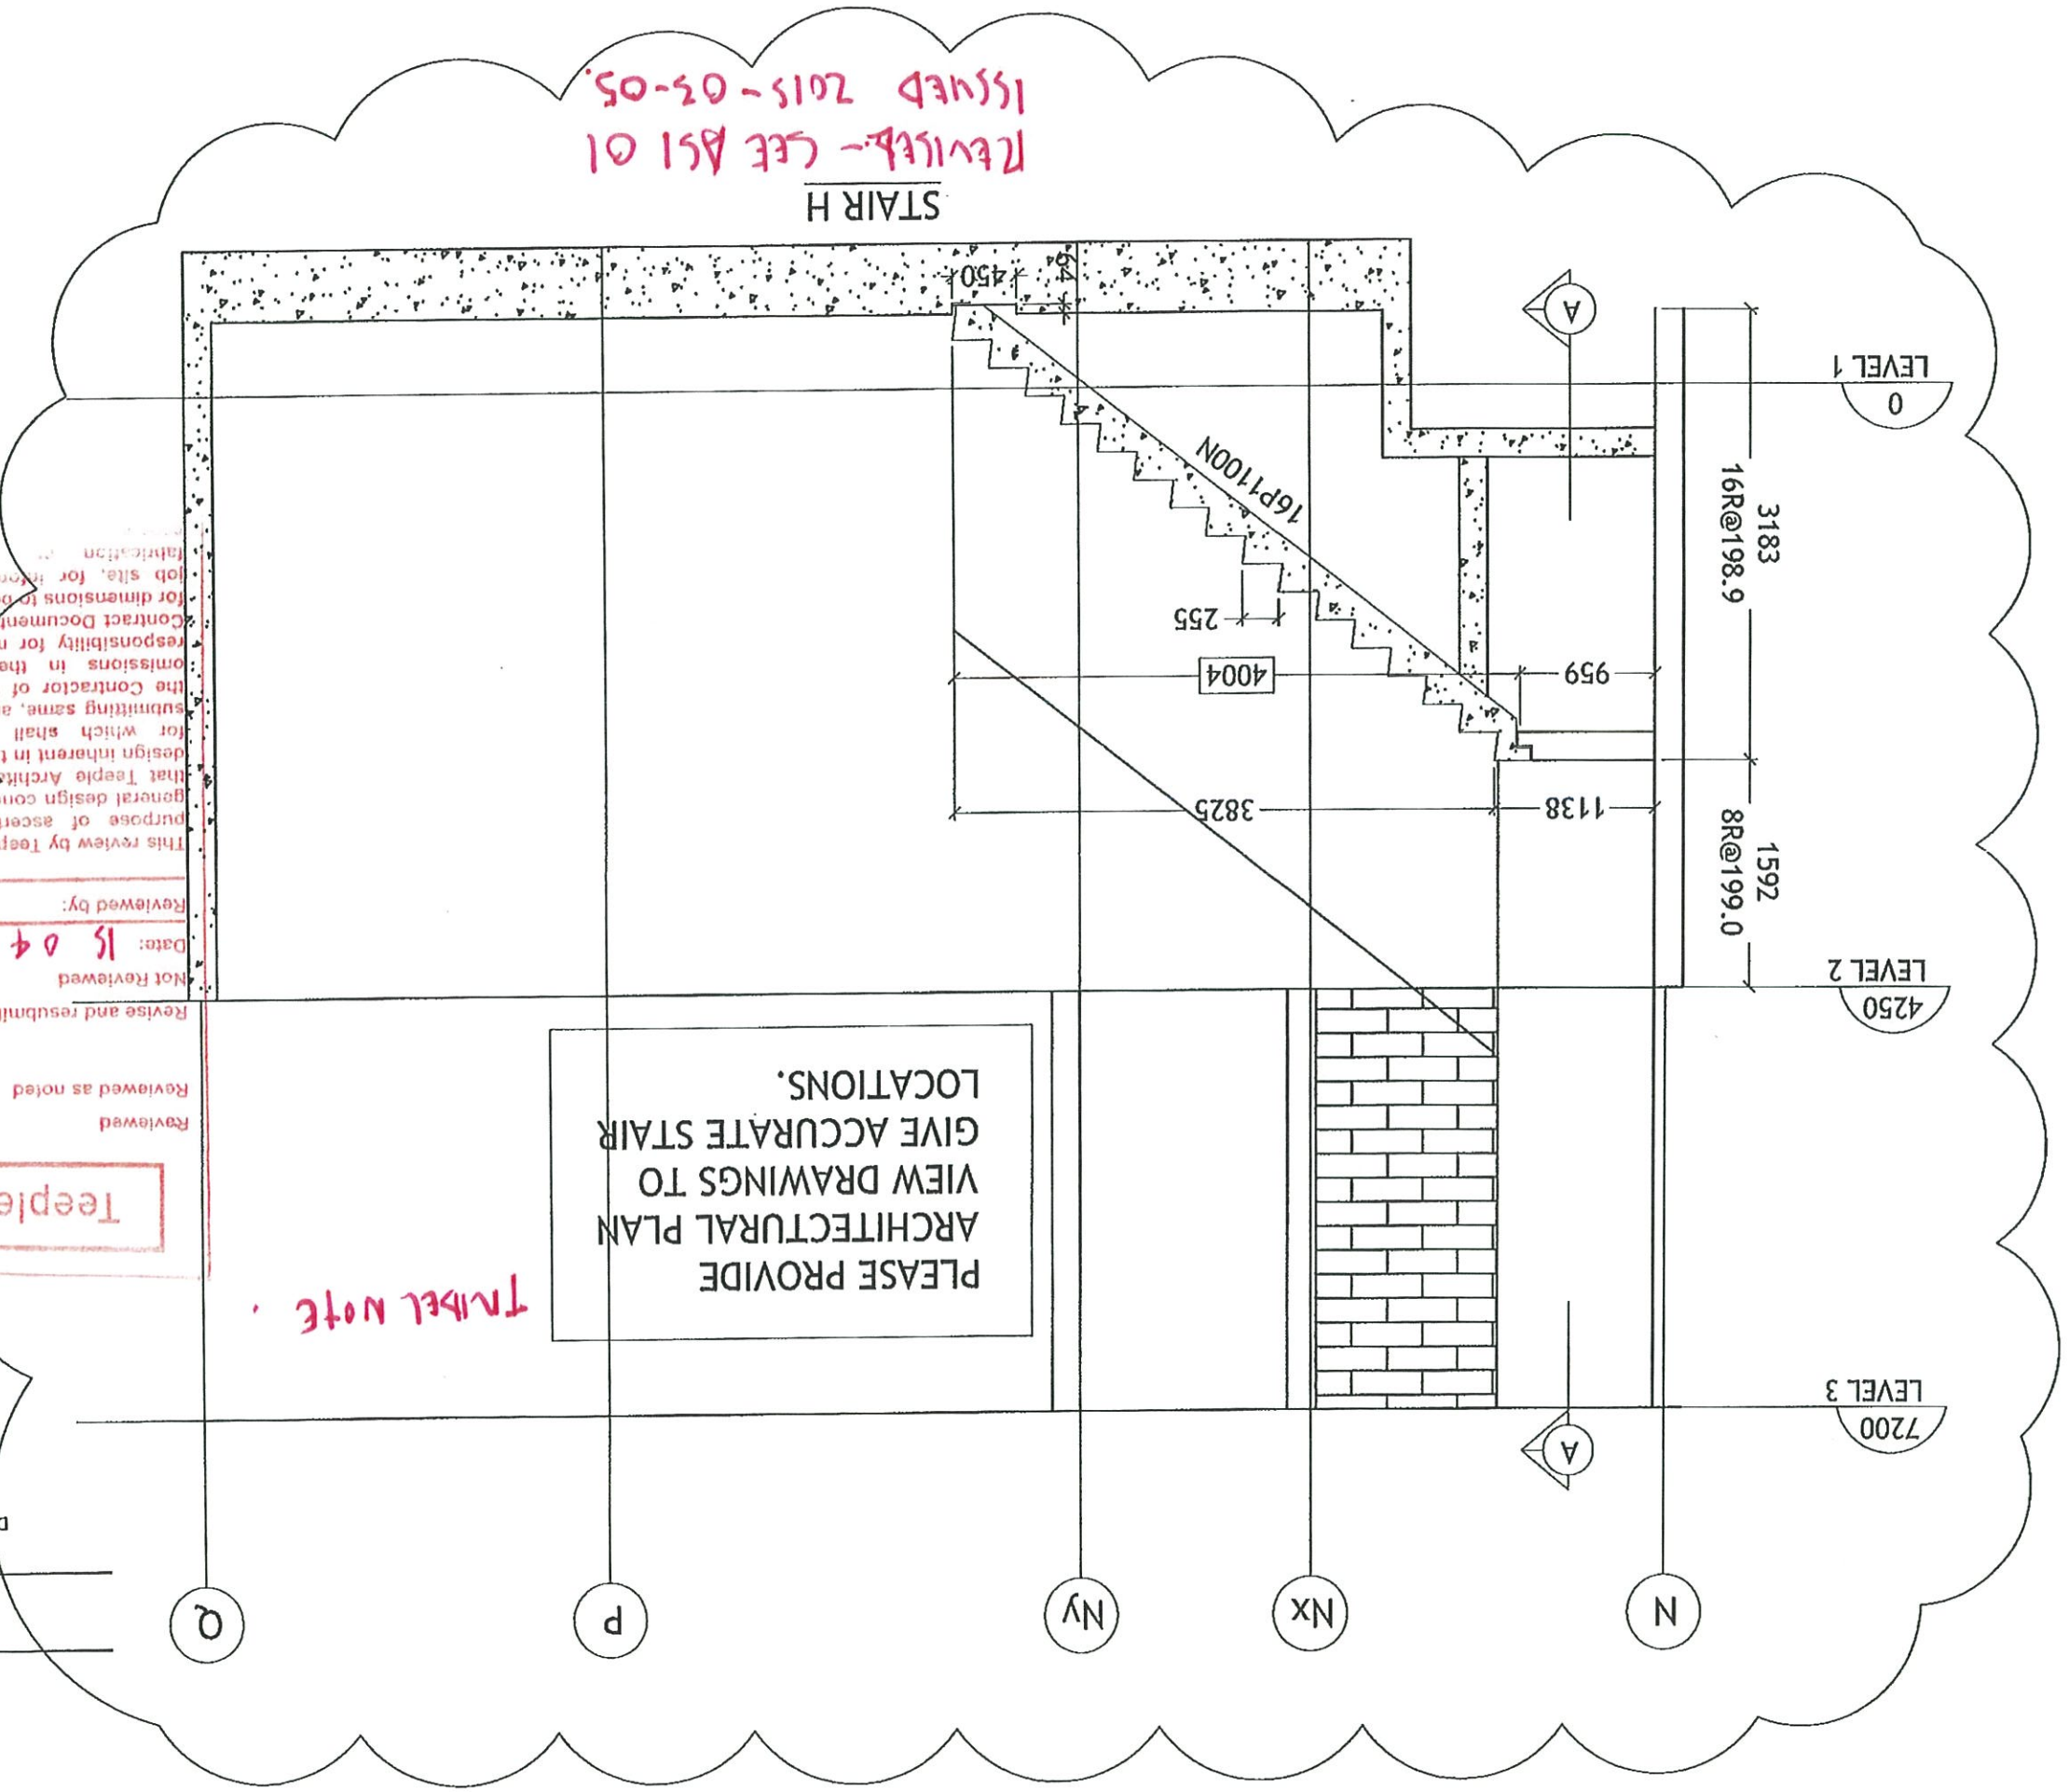 N
Nx
Ny
P
Q
A
7200
LEVEL 3
TRIBEL NOTE.
PLEASE PROVIDE
ARCHITECTURAL PLAN
VIEW DRAWINGS TO
GIVE ACCURATE STAIR
LOCATIONS.
Teeple
Reviewed
Reviewed as noted
Revise and resubmit
Not Reviewed
Date: 15 04
Reviewed by:
This review by Teep
purpose of ascert
general design conf
that Teeple Archite
design inherent in t
for which shall
submitting same, a
the Contractor of
omissions in the
responsibility for m
Contract Document
for dimensions to b
job site, for infor
fabrication
4250
LEVEL 2
1592
8R@199.0
1138
3825
959
4004
255
3183
16R@198.9
16P1100N
0
LEVEL 1
A
450
64
STAIR H
REVISED - SEE ASI 01
ISSUED 2015-03-05.